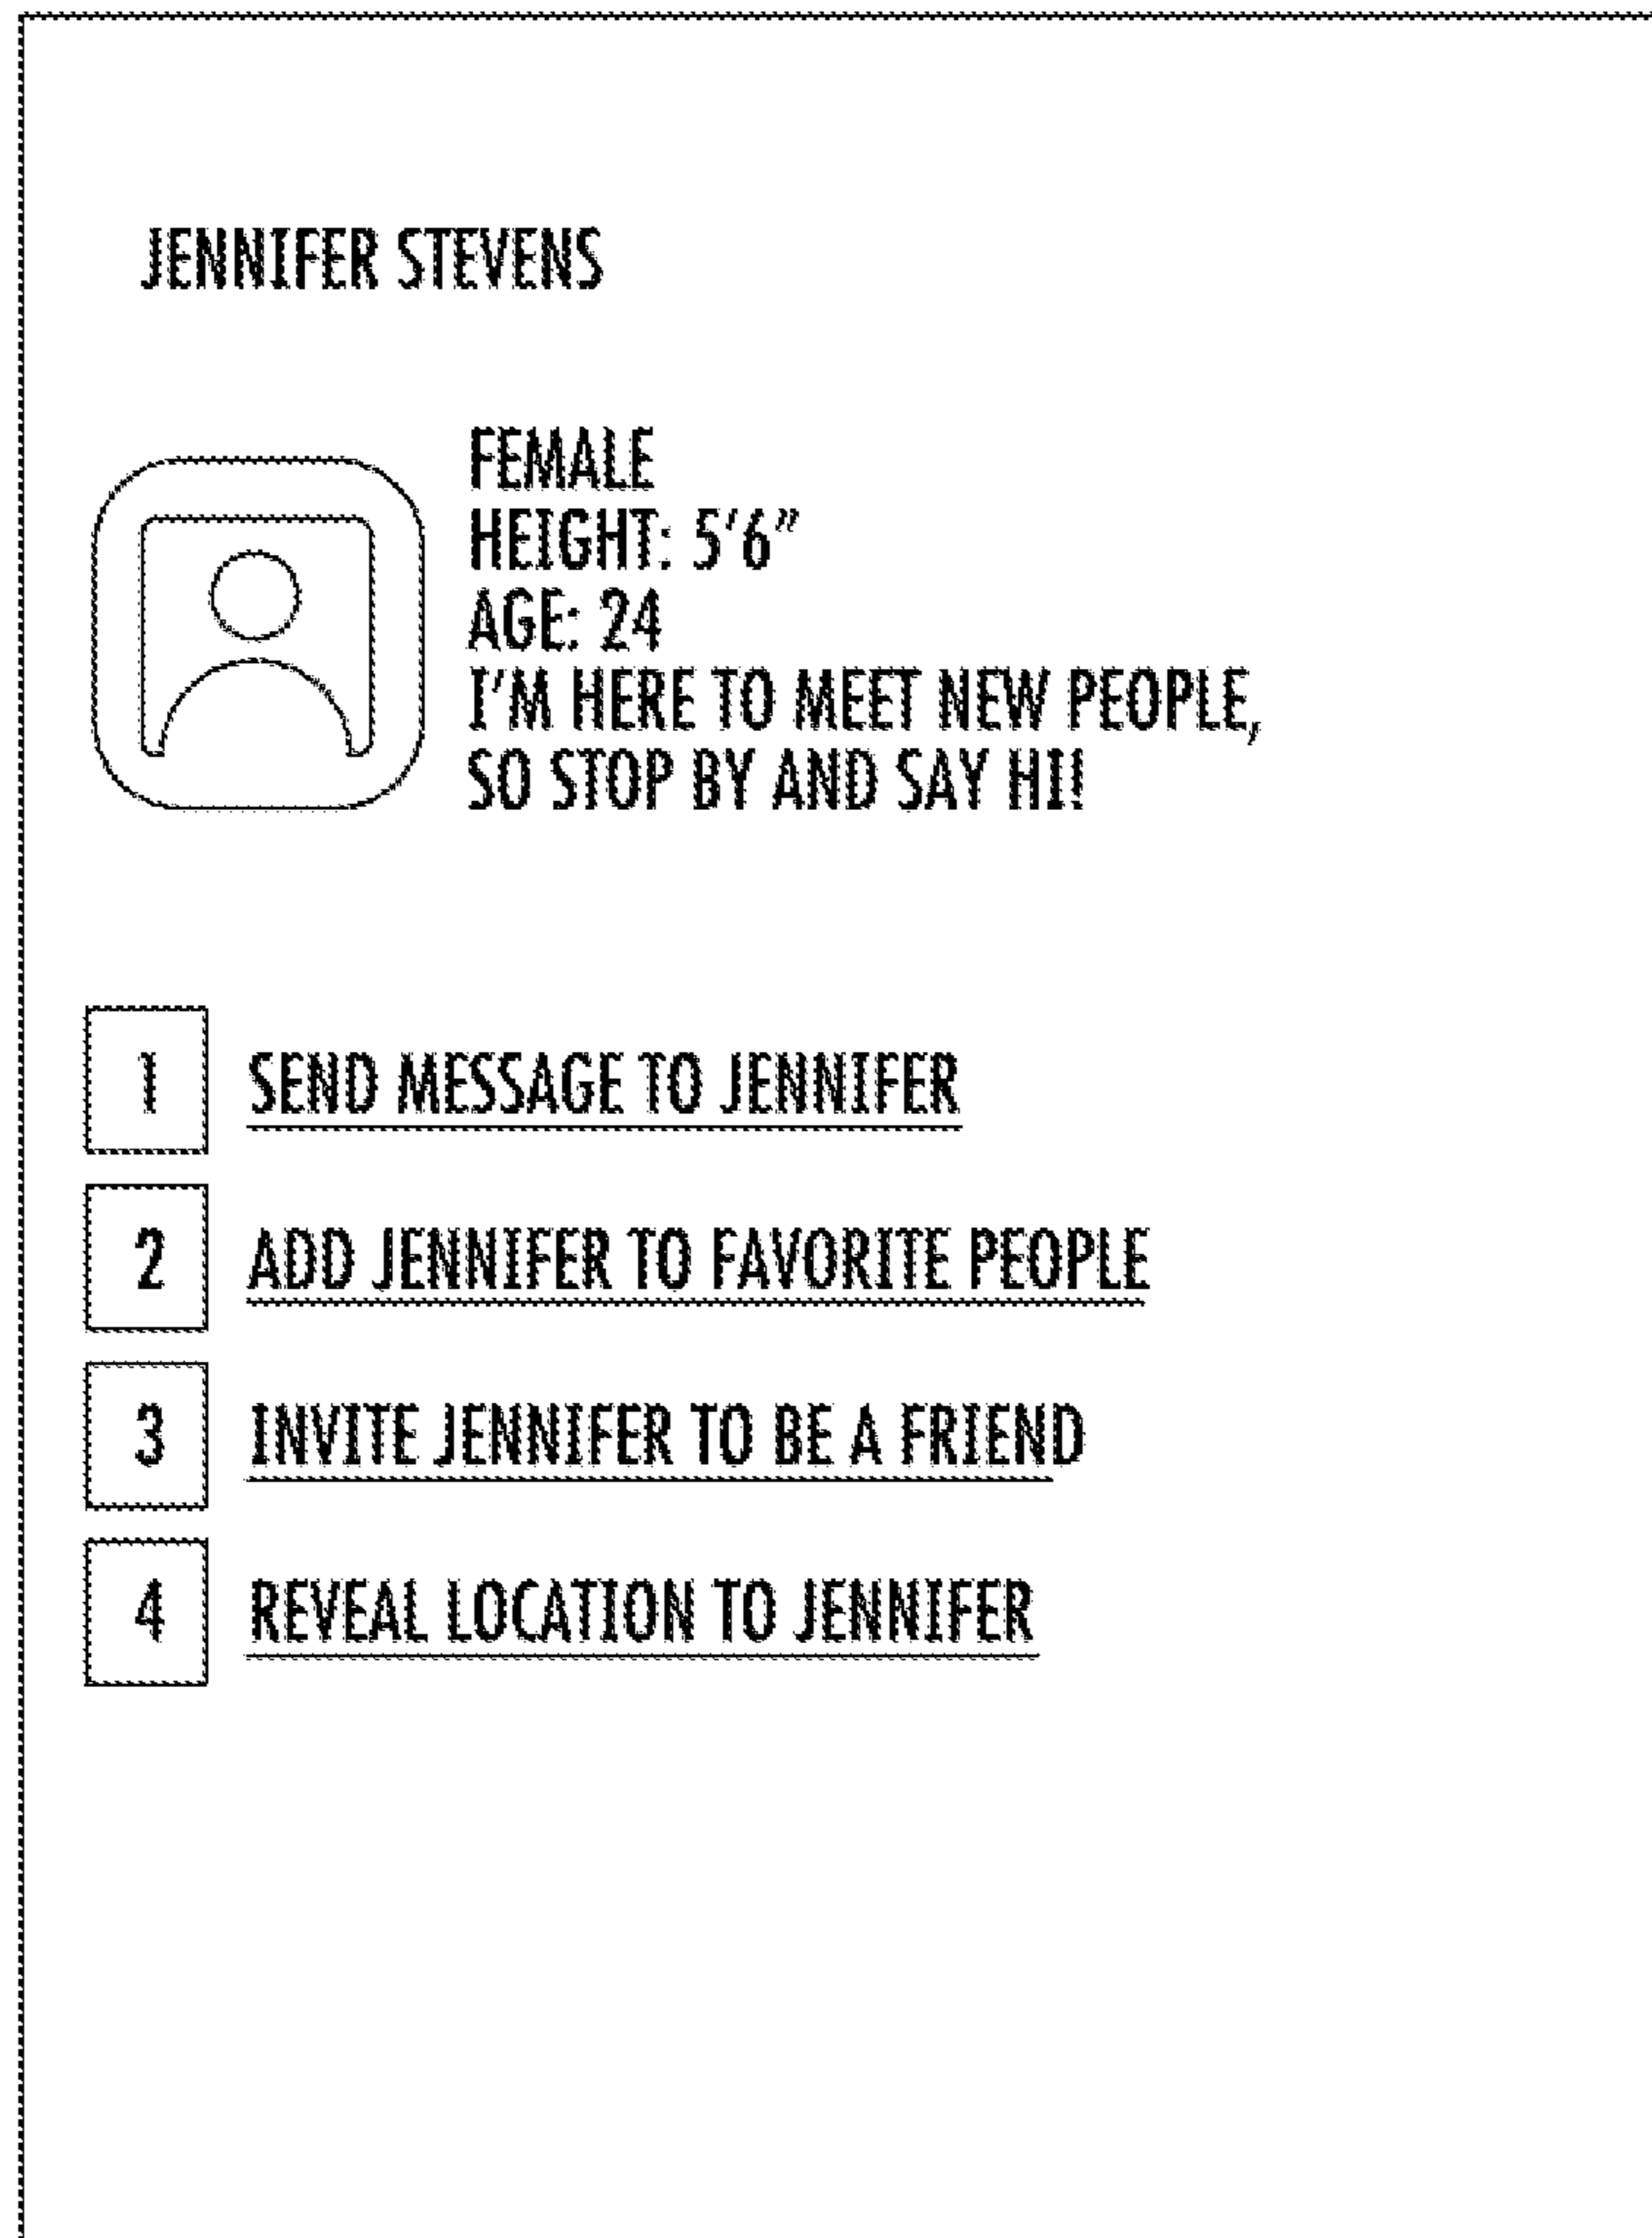 JENNIFER STEVENS
FEMALE
HEIGHT: 5'6"
AGE: 24
I'M HERE TO MEET NEW PEOPLE,
SO STOP BY AND SAY HI!
1 SEND MESSAGE TO JENNIFER
2 ADD JENNIFER TO FAVORITE PEOPLE
3 INVITE JENNIFER TO BE A FRIEND
4 REVEAL LOCATION TO JENNIFER